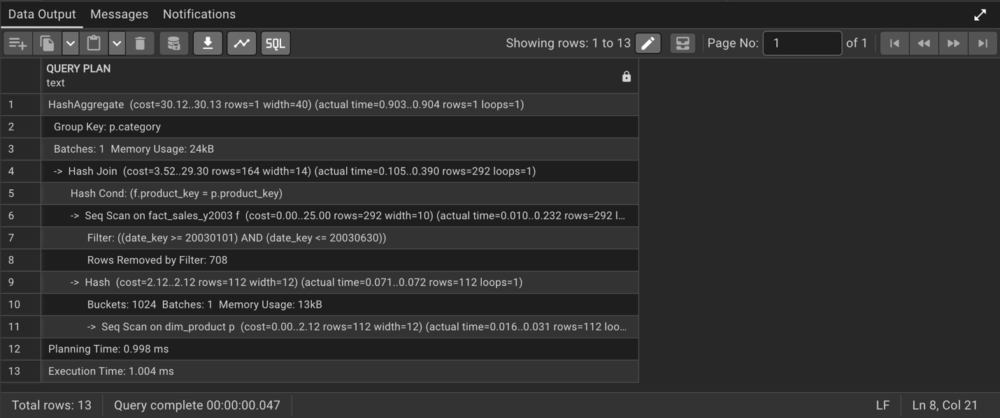 Data Output Messages Notifications
SQL Showing rows: 1 to 13 Page No: 1 of 1
QUERY PLAN
text
1 HashAggregate (cost=30.12..30.13 rows=1 width=40) (actual time=0.903..0.904 rows=1 loops=1)
2 Group Key: p.category
3 Batches: 1 Memory Usage: 24kB
4 -> Hash Join (cost=3.52..29.30 rows=164 width=14) (actual time=0.105..0.390 rows=292 loops=1)
5 Hash Cond: (f.product_key = p.product_key)
6 -> Seq Scan on fact_sales_y2003 f (cost=0.00..25.00 rows=292 width=10) (actual time=0.010..0.232 rows=292 l...
7 Filter: ((date_key >= 20030101) AND (date_key <= 20030630))
8 Rows Removed by Filter: 708
9 -> Hash (cost=2.12..2.12 rows=112 width=12) (actual time=0.071..0.072 rows=112 loops=1)
10 Buckets: 1024 Batches: 1 Memory Usage: 13kB
11 -> Seq Scan on dim_product p (cost=0.00..2.12 rows=112 width=12) (actual time=0.016..0.031 rows=112 loo...
12 Planning Time: 0.998 ms
13 Execution Time: 1.004 ms
Total rows: 13 Query complete 00:00:00.047 LF Ln 8, Col 21